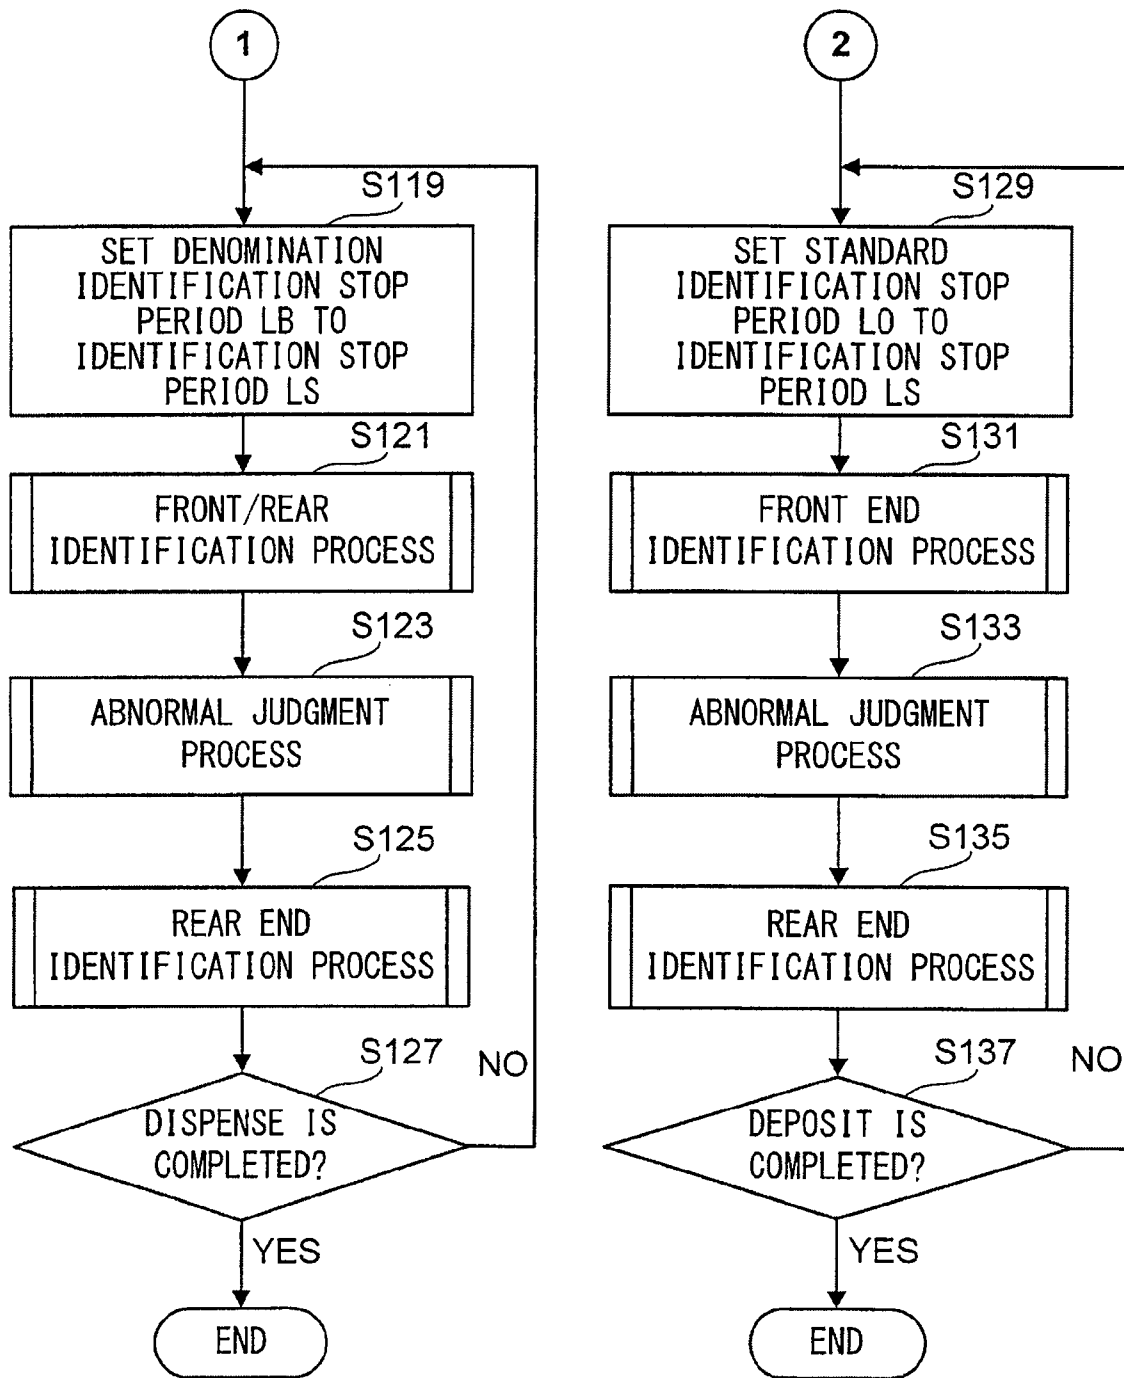 1
S119
SET DENOMINATION
IDENTIFICATION STOP
PERIOD LB TO
IDENTIFICATION STOP
PERIOD LS
S121
FRONT/REAR
IDENTIFICATION PROCESS
S123
ABNORMAL JUDGMENT
PROCESS
S125
REAR END
IDENTIFICATION PROCESS
S127
NO
DISPENSE IS
COMPLETED?
YES
END
2
S129
SET STANDARD
IDENTIFICATION STOP
PERIOD LO TO
IDENTIFICATION STOP
PERIOD LS
S131
FRONT END
IDENTIFICATION PROCESS
S133
ABNORMAL JUDGMENT
PROCESS
S135
REAR END
IDENTIFICATION PROCESS
S137
NO
DEPOSIT IS
COMPLETED?
YES
END